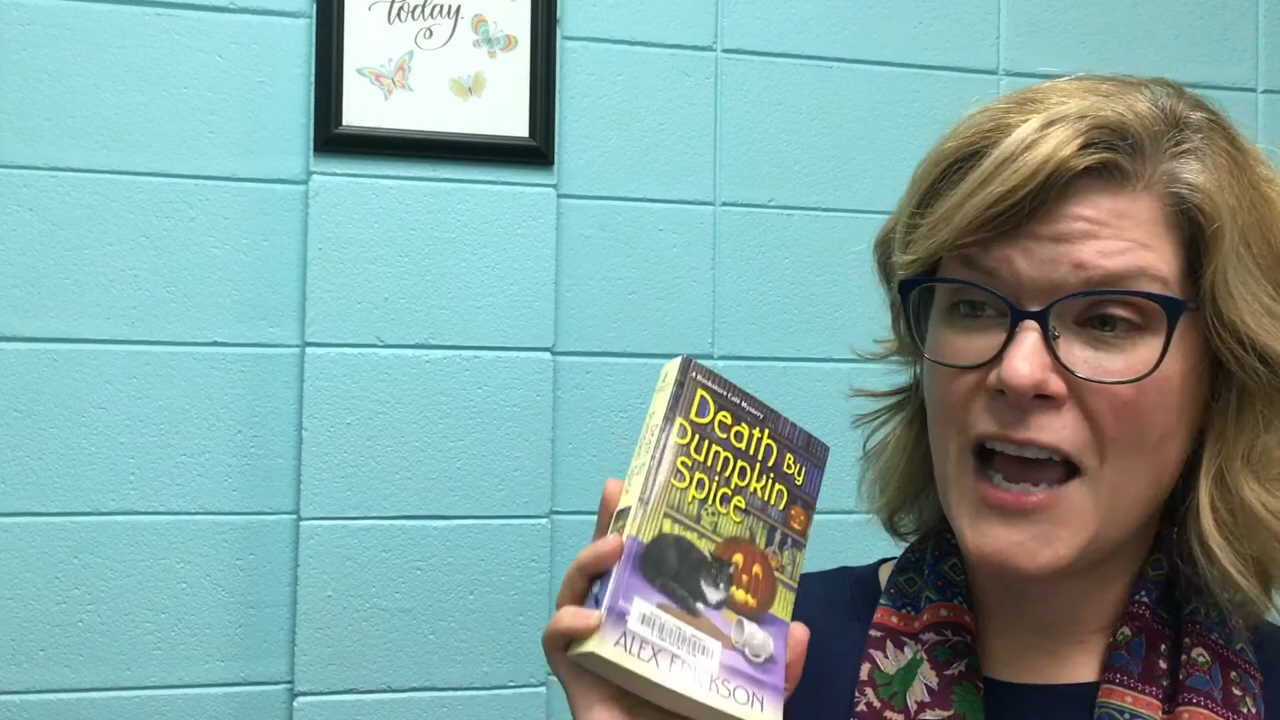 today.
A Bookstore Café Mystery
Death By
Pumpkin
Spice
ALEX ERICKSON